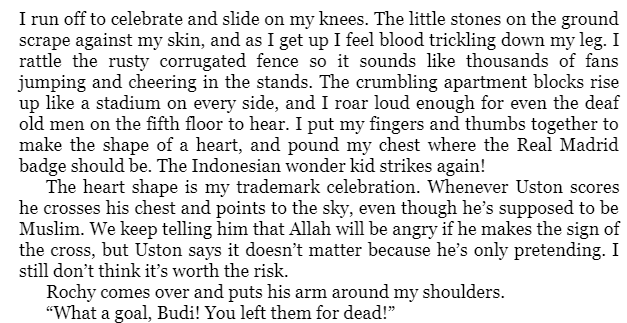 I run off to celebrate and slide on my knees. The little stones on the ground
scrape against my skin, and as I get up I feel blood trickling down my leg. I
rattle the rusty corrugated fence so it sounds like thousands of fans
jumping and cheering in the stands. The crumbling apartment blocks rise
up like a stadium on every side, and I roar loud enough for even the deaf
old men on the fifth floor to hear. I put my fingers and thumbs together to
make the shape of a heart, and pound my chest where the Real Madrid
badge should be. The Indonesian wonder kid strikes again!
The heart shape is my trademark celebration. Whenever Uston scores
he crosses his chest and points to the sky, even though he’s supposed to be
Muslim. We keep telling him that Allah will be angry if he makes the sign of
the cross, but Uston says it doesn’t matter because he’s only pretending. I
still don’t think it’s worth the risk.
Rochy comes over and puts his arm around my shoulders.
“What a goal, Budi! You left them for dead!”